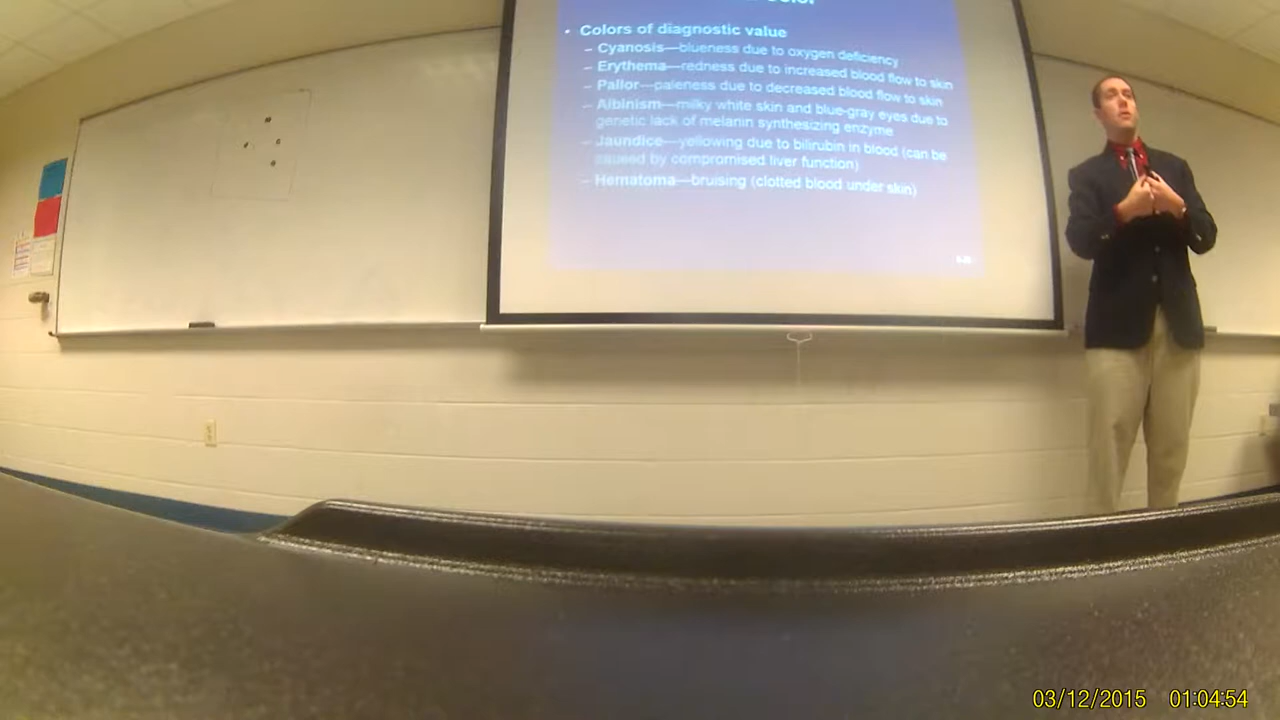 • Colors of diagnostic value
– Cyanosis—blueness due to oxygen deficiency
– Erythema—redness due to increased blood flow to skin
– Pallor—paleness due to decreased blood flow to skin
– Albinism—milky white skin and blue-gray eyes due to
genetic lack of melanin synthesizing enzyme
– Jaundice—yellowing due to bilirubin in blood (can be
caused by compromised liver function)
– Hematoma—bruising (clotted blood under skin)
03/12/2015 01:04:54